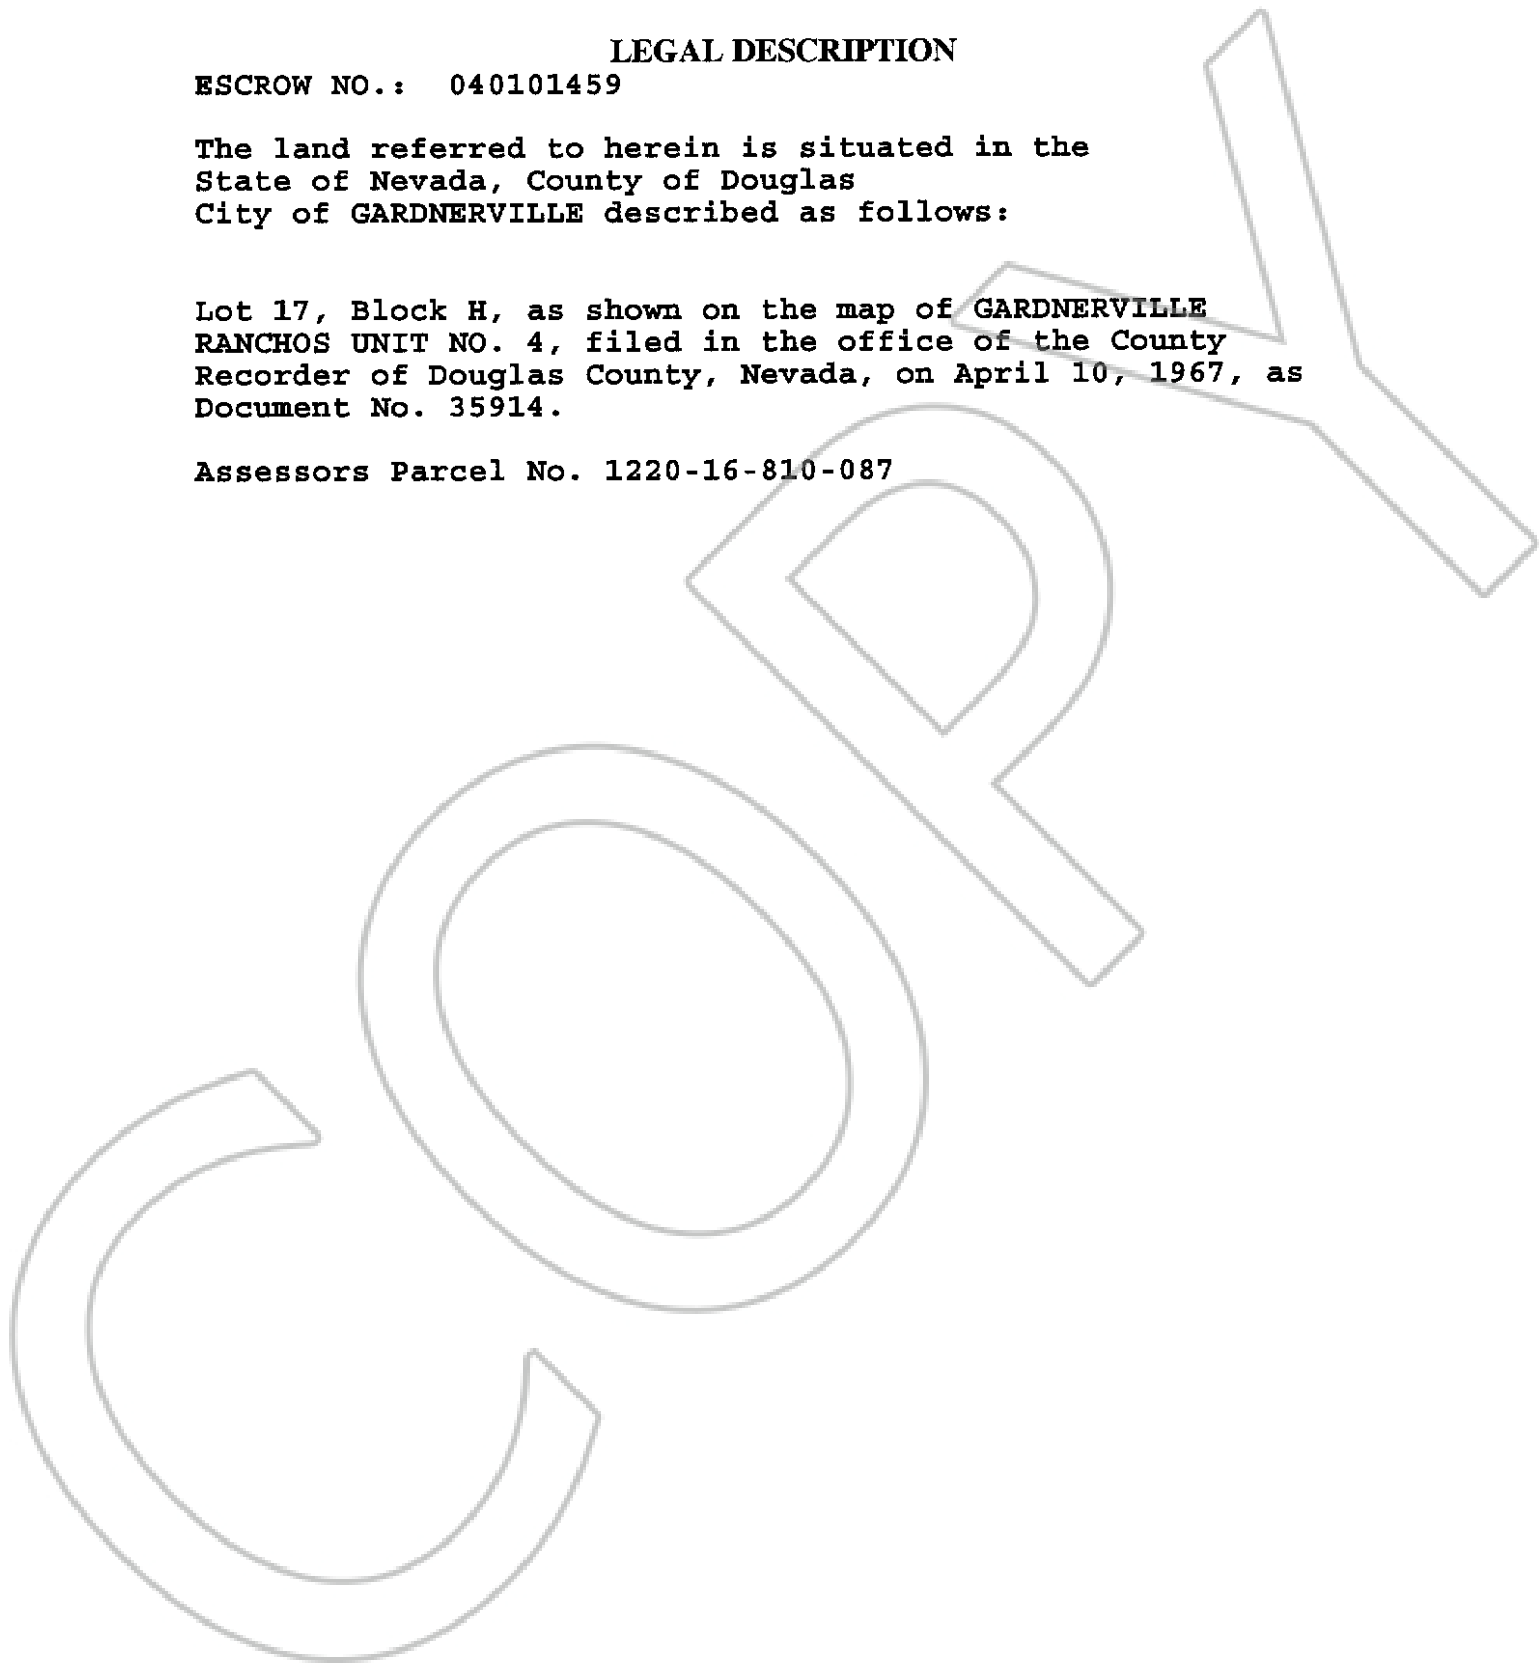 LEGAL DESCRIPTION
ESCROW NO.: 040101459
The land referred to herein is situated in the
State of Nevada, County of Douglas
City of GARDNERVILLE described as follows:
Lot 17, Block H, as shown on the map of GARDNERVILLE
RANCHOS UNIT NO. 4, filed in the office of the County
Recorder of Douglas County, Nevada, on April 10, 1967, as
Document No. 35914.
Assessors Parcel No. 1220-16-810-087
COPY